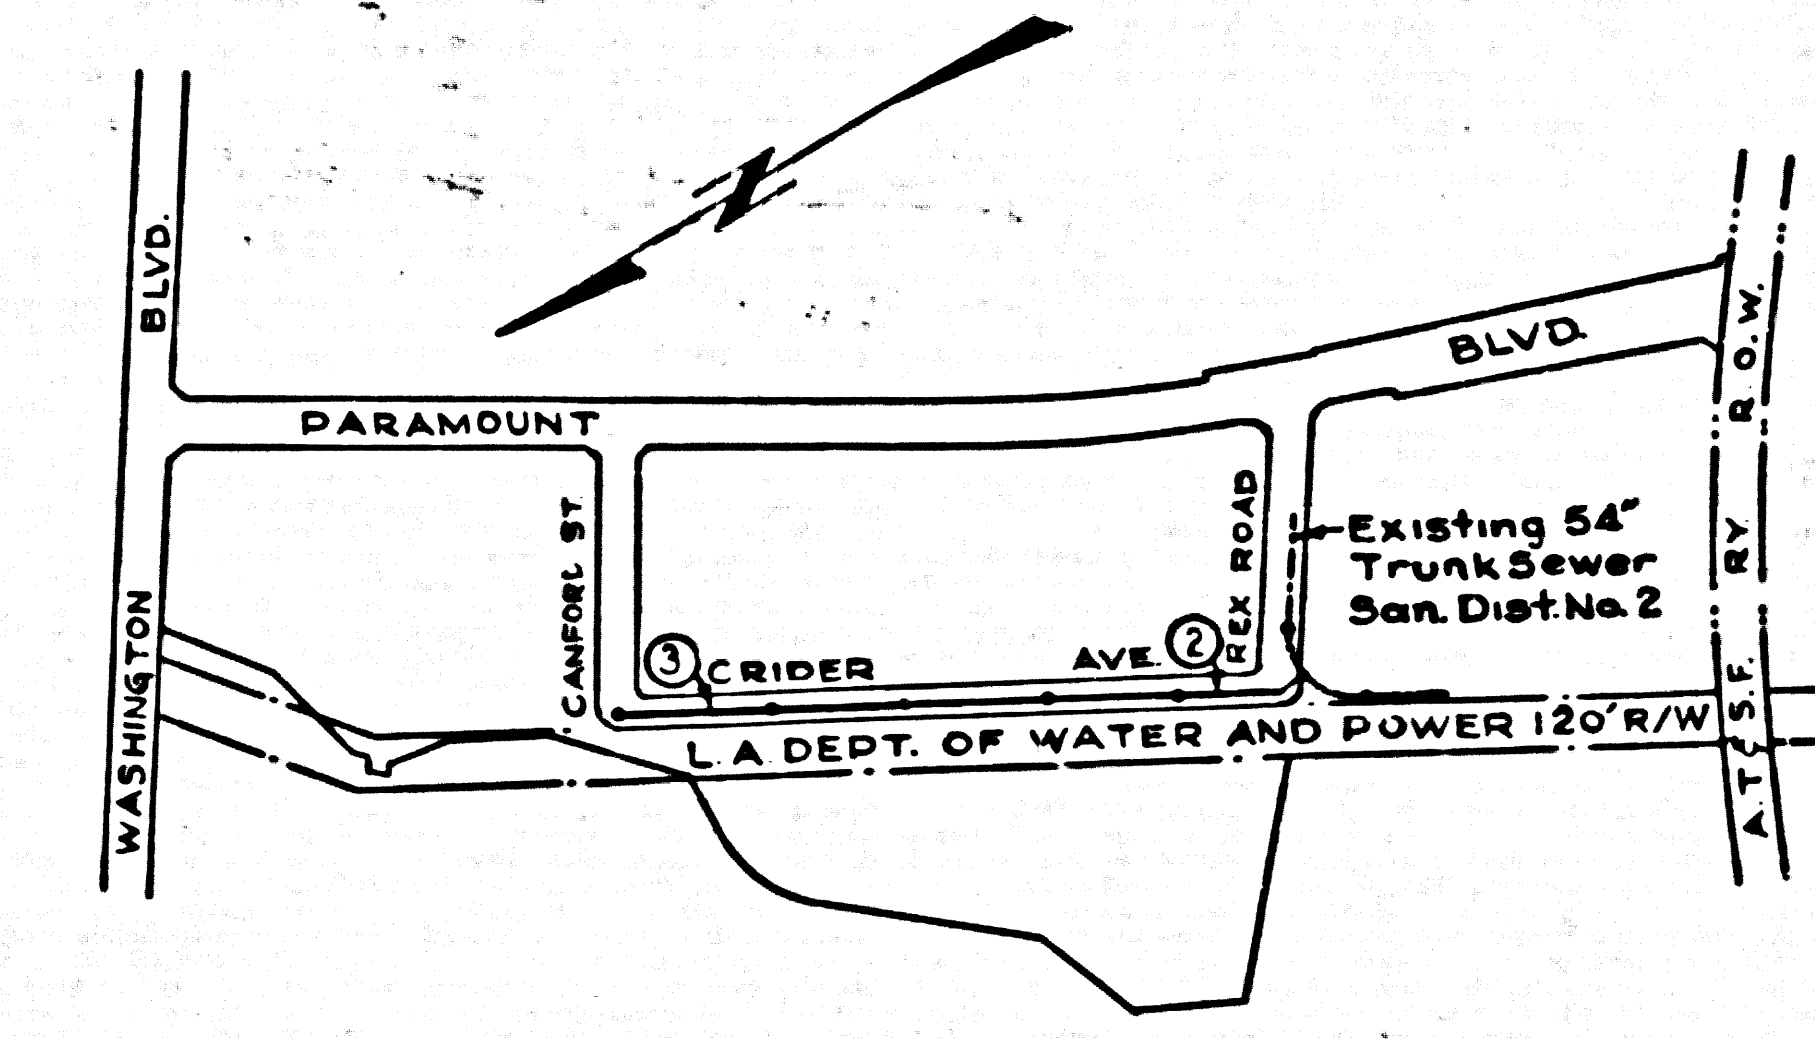 N
WASHINGTON BLVD.
PARAMOUNT BLVD.
CANFORD ST.
REX ROAD
Existing 54"
Trunk Sewer
San. Dist. No. 2
3
CRIDER AVE.
2
L.A. DEPT. OF WATER AND POWER 120' R/W
A.T. & S.F. RY. R.O.W.